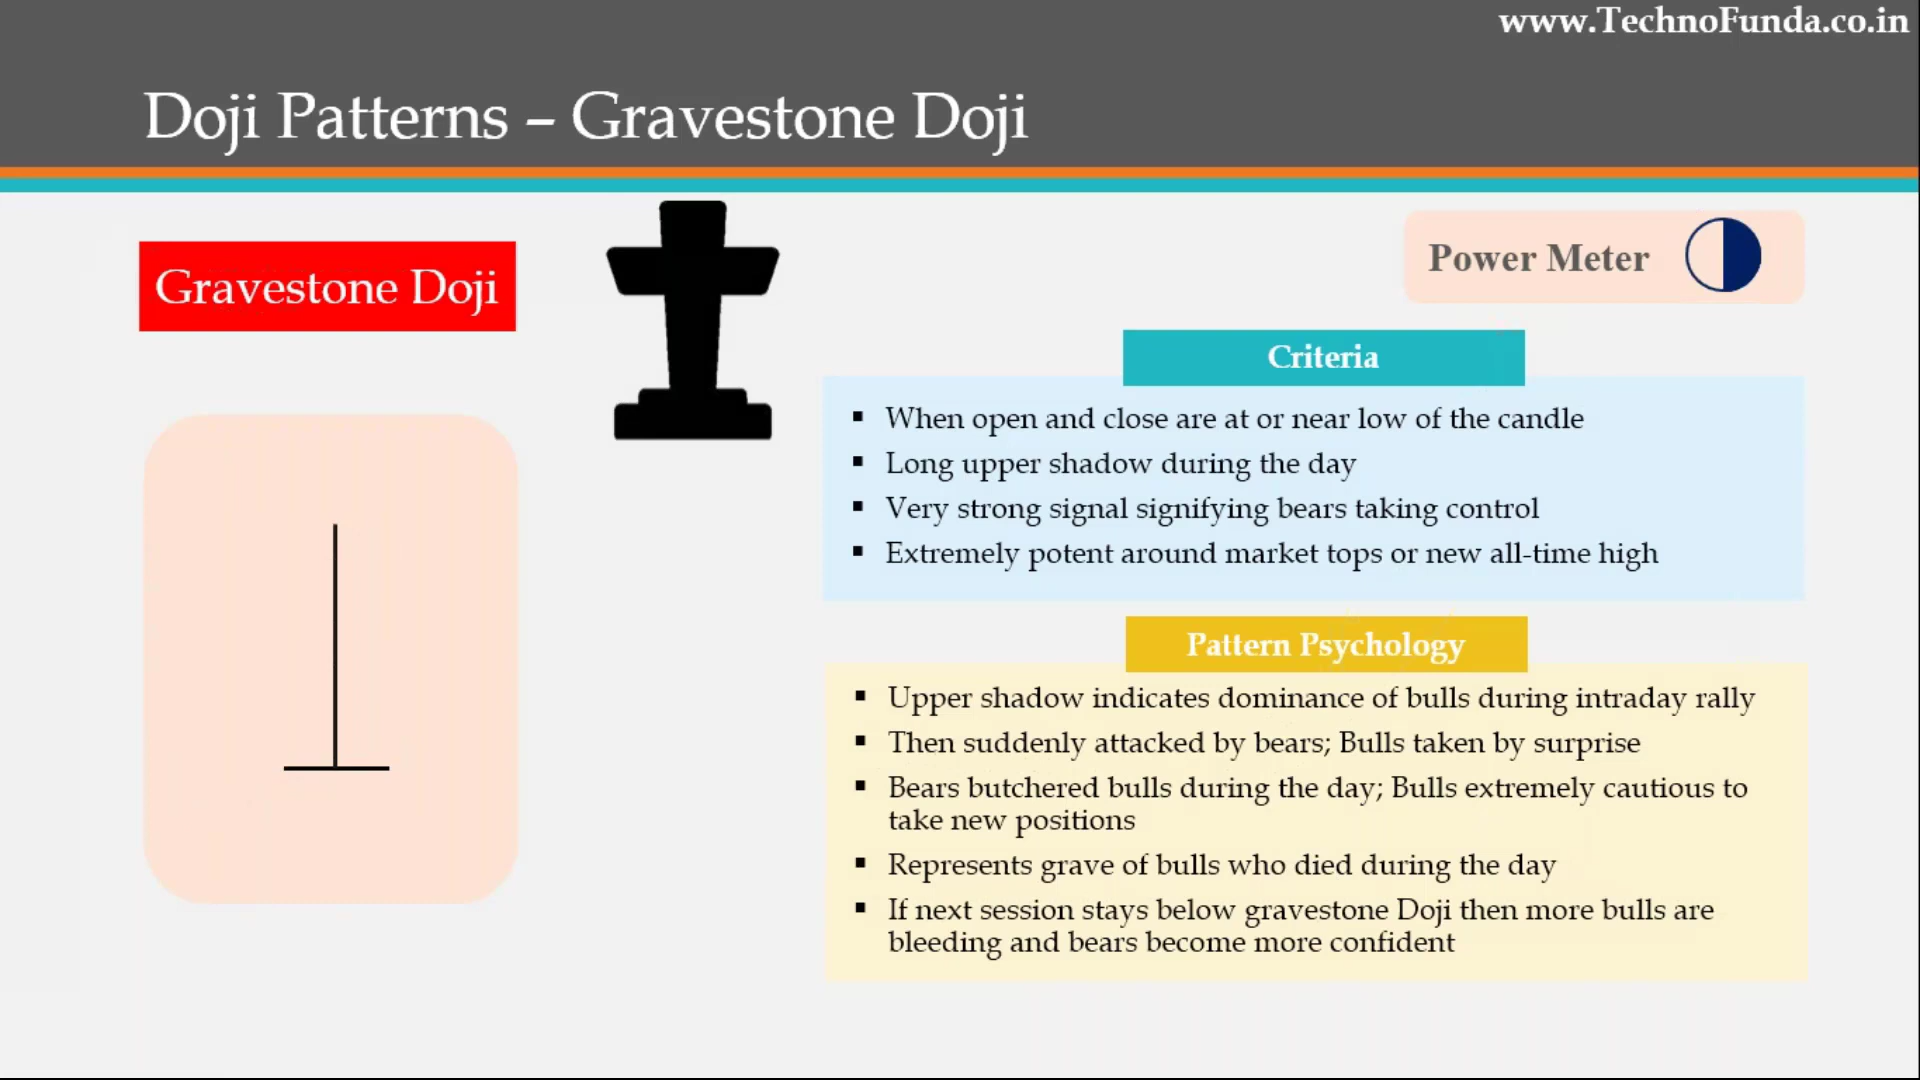 www.TechnoFunda.co.in
Doji Patterns – Gravestone Doji
Gravestone Doji
Power Meter
Criteria
▪ When open and close are at or near low of the candle
▪ Long upper shadow during the day
▪ Very strong signal signifying bears taking control
▪ Extremely potent around market tops or new all-time high
Pattern Psychology
▪ Upper shadow indicates dominance of bulls during intraday rally
▪ Then suddenly attacked by bears; Bulls taken by surprise
▪ Bears butchered bulls during the day; Bulls extremely cautious to
take new positions
▪ Represents grave of bulls who died during the day
▪ If next session stays below gravestone Doji then more bulls are
bleeding and bears become more confident